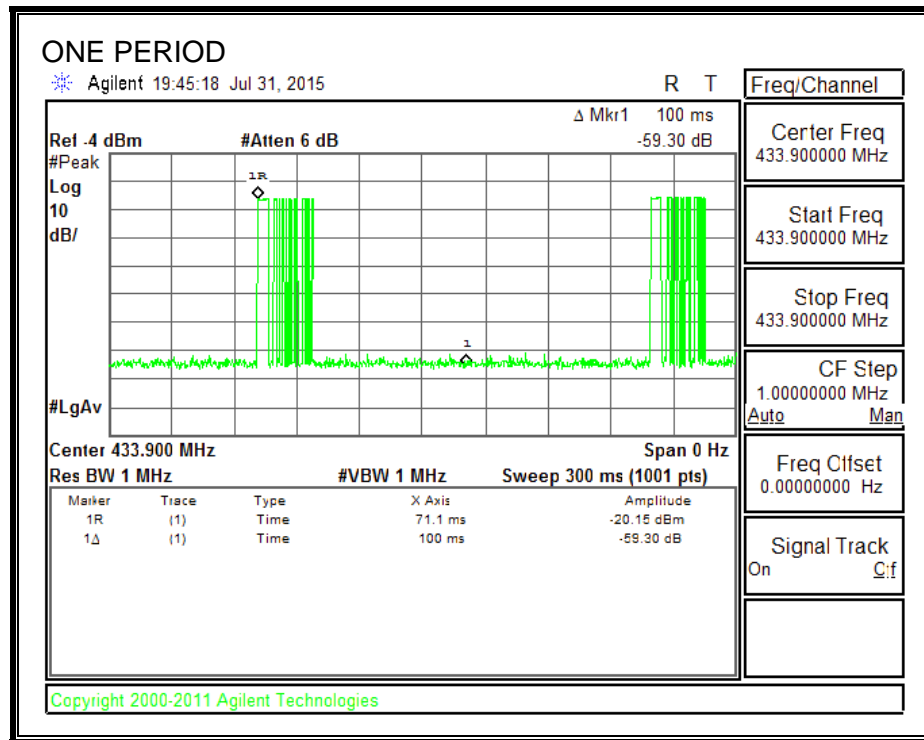 ONE PERIOD
Agilent 19:45:18 Jul 31, 2015 R T
Freq/Channel
Δ Mkr1 100 ms
Ref -4 dBm #Atten 6 dB -59.30 dB
#Peak
Log
10
dB/
1R
1
#LgAv
Center 433.900 MHz Span 0 Hz
Res BW 1 MHz #VBW 1 MHz Sweep 300 ms (1001 pts)
Marker Trace Type X Axis Amplitude
1R (1) Time 71.1 ms -20.15 dBm
1Δ (1) Time 100 ms -59.30 dB
Center Freq
433.900000 MHz
Start Freq
433.900000 MHz
Stop Freq
433.900000 MHz
CF Step
1.00000000 MHz
Auto Man
Freq Offset
0.00000000 Hz
Signal Track
On Off
Copyright 2000-2011 Agilent Technologies